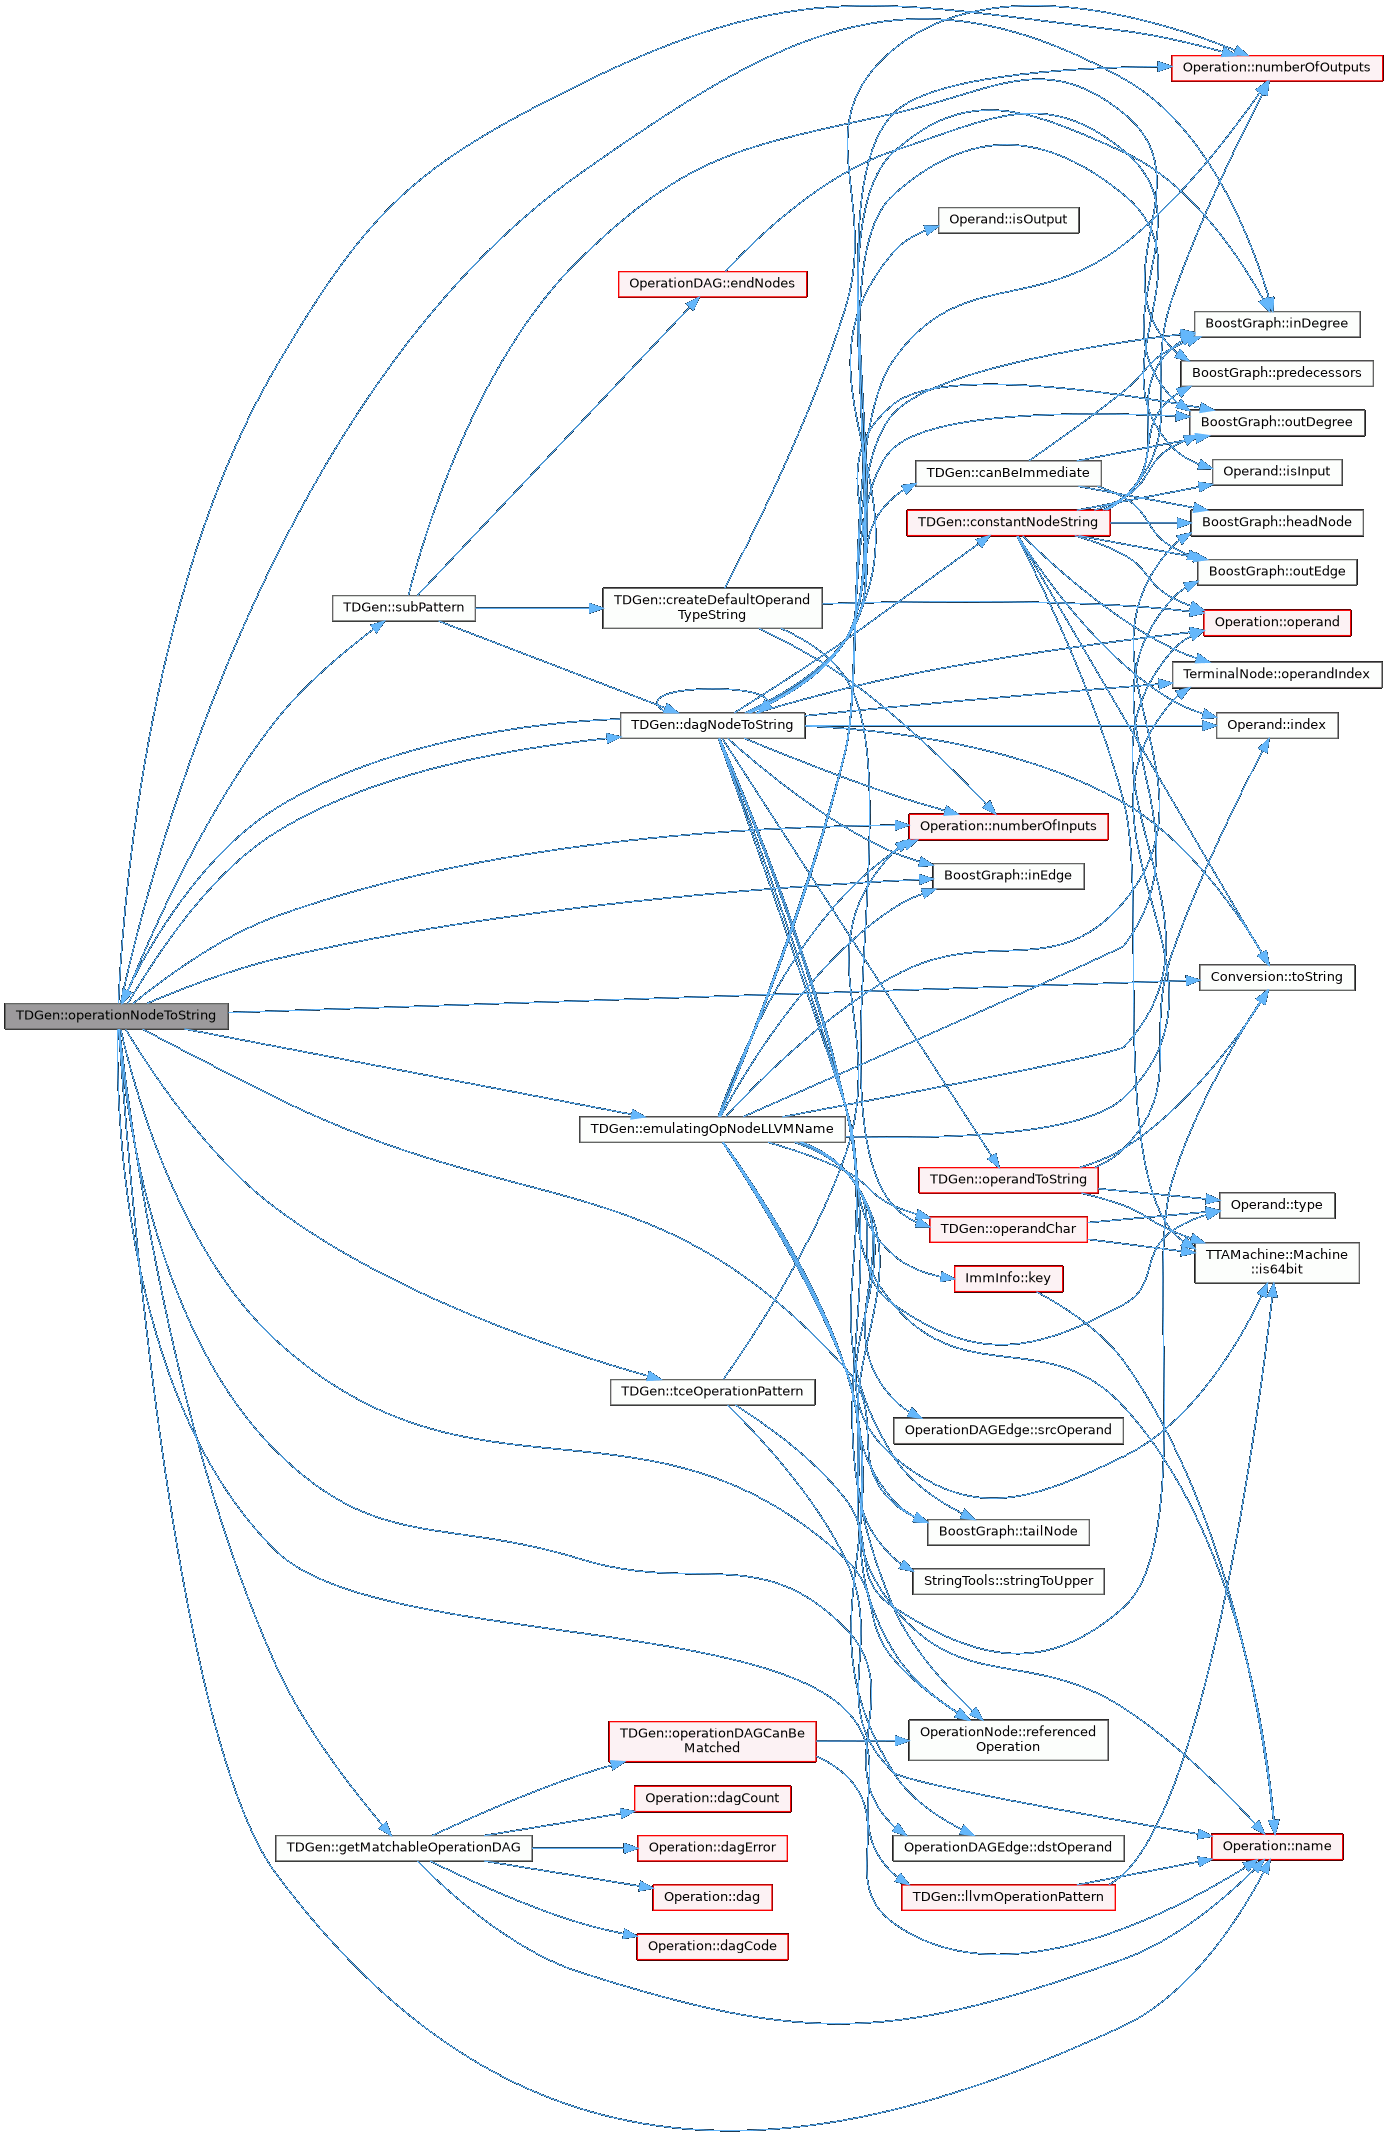 Operation::numberOfOutputs
Operand::isOutput
OperationDAG::endNodes
BoostGraph::inDegree
BoostGraph::predecessors
BoostGraph::outDegree
TDGen::canBeImmediate
Operand::isInput
TDGen::constantNodeString
BoostGraph::headNode
BoostGraph::outEdge
TDGen::subPattern
TDGen::createDefaultOperand
TypeString
Operation::operand
TerminalNode::operandIndex
TDGen::dagNodeToString
Operand::index
Operation::numberOfInputs
BoostGraph::inEdge
Conversion::toString
TDGen::operationNodeToString
TDGen::emulatingOpNodeLLVMName
TDGen::operandToString
Operand::type
TDGen::operandChar
TTAMachine::Machine
::is64bit
ImmInfo::key
TDGen::tceOperationPattern
OperationDAGEdge::srcOperand
BoostGraph::tailNode
StringTools::stringToUpper
TDGen::operationDAGCanBe
Matched
OperationNode::referenced
Operation
Operation::dagCount
TDGen::getMatchableOperationDAG
Operation::dagError
OperationDAGEdge::dstOperand
Operation::name
Operation::dag
TDGen::llvmOperationPattern
Operation::dagCode